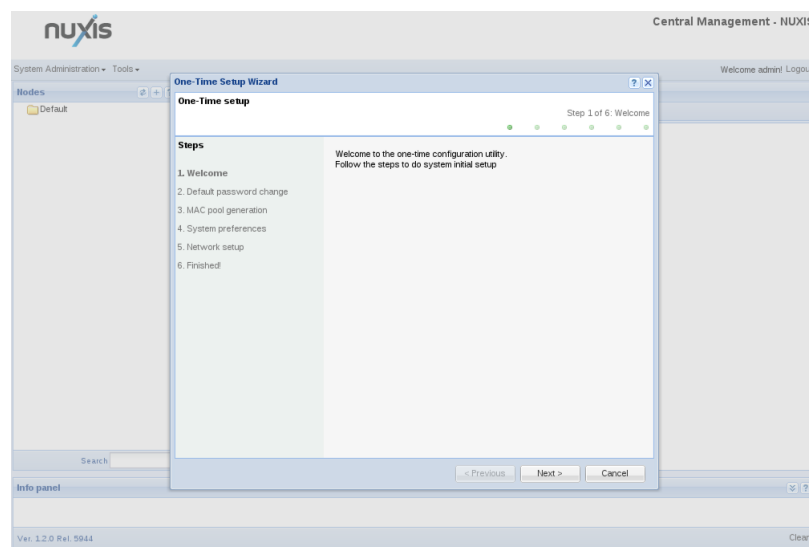 nuxis
Central Management - NUXIS
System Administration Tools
Welcome admin! Logou
Nodes
Default
One-Time Setup Wizard
One-Time setup
Step 1 of 6: Welcome
Steps
1. Welcome
2. Default password change
3. MAC pool generation
4. System preferences
5. Network setup
6. Finished!
Welcome to the one-time configuration utility.
Follow the steps to do system initial setup
Search
< Previous
Next >
Cancel
Info panel
Ver. 1.2.0 Rel. 5944
Clear